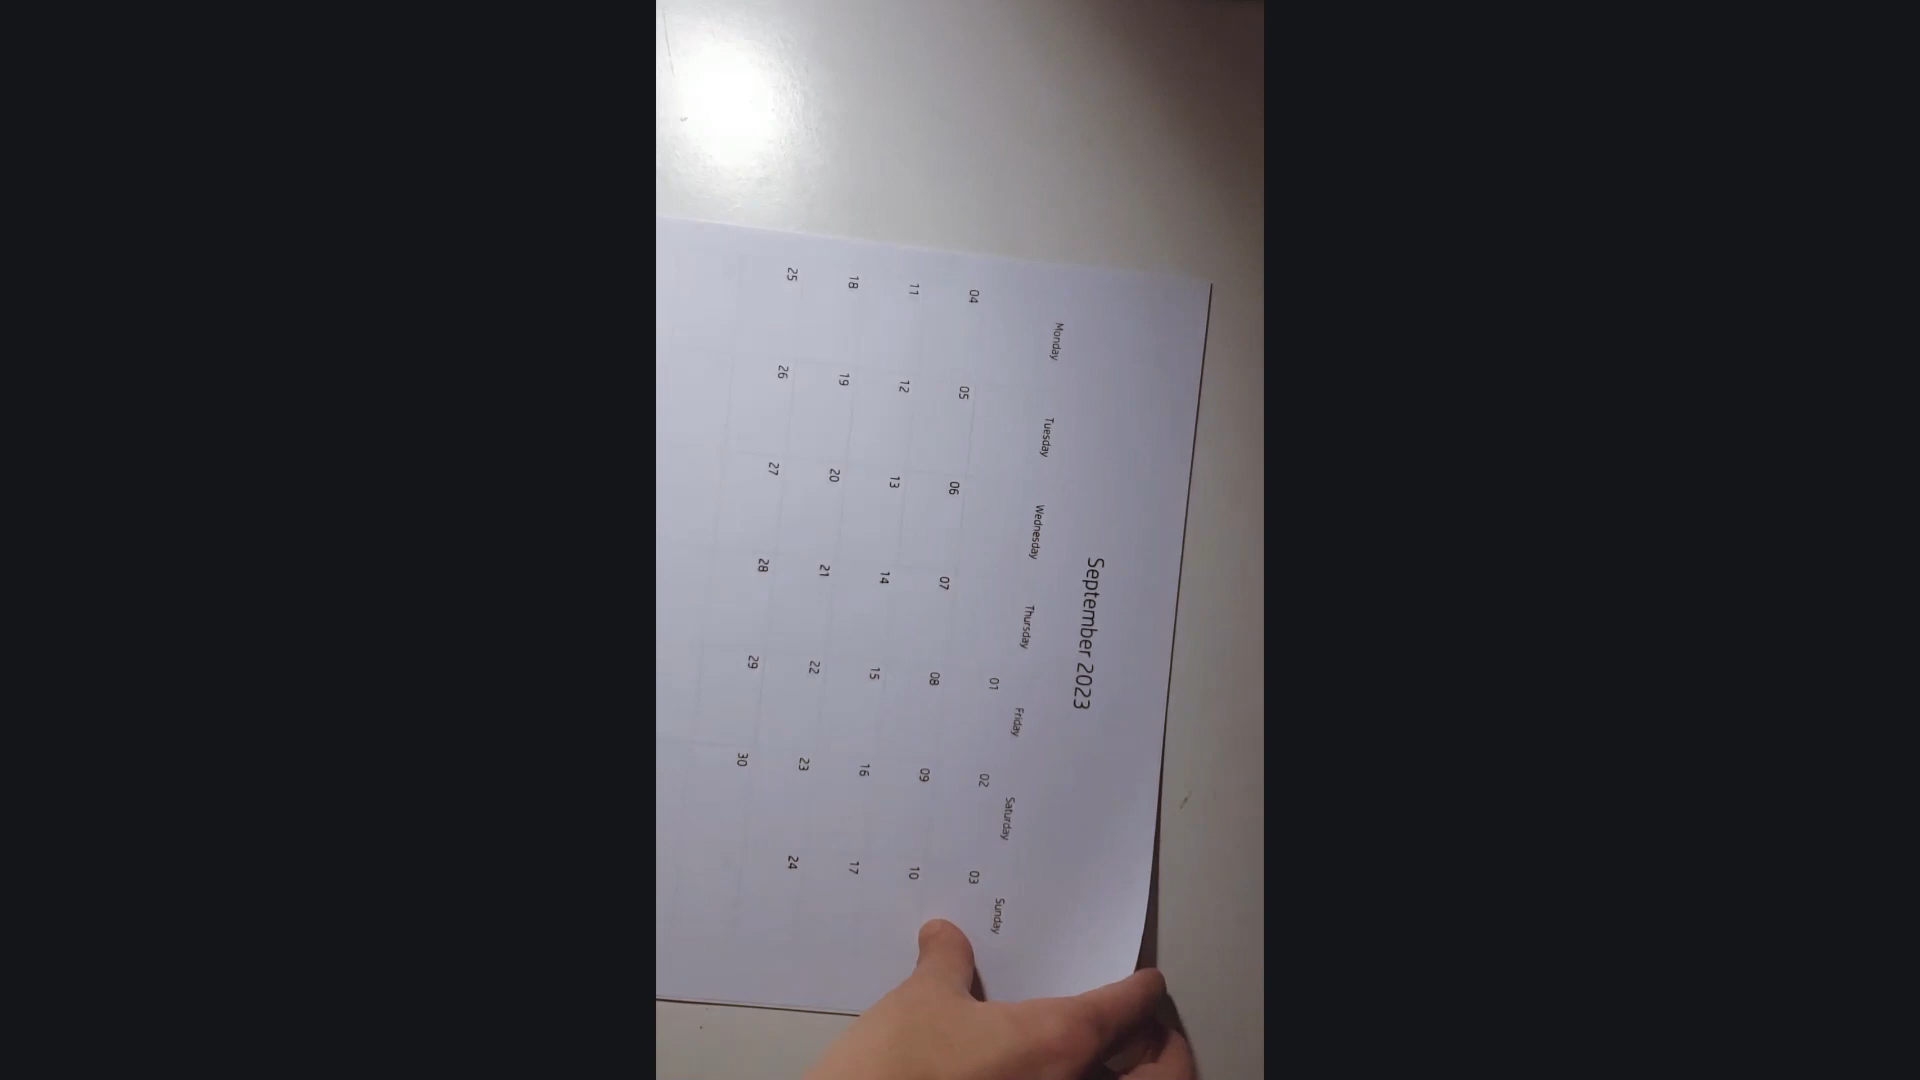 September 2023
Monday Tuesday Wednesday Thursday Friday Saturday Sunday
01 02 03
04 05 06 07 08 09 10
11 12 13 14 15 16 17
18 19 20 21 22 23 24
25 26 27 28 29 30